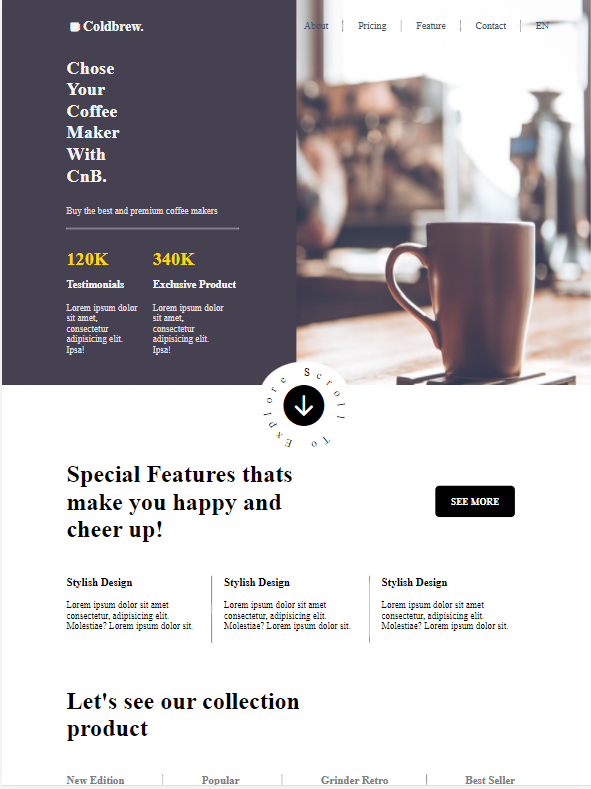 Coldbrew.
About
Pricing
Feature
Contact
EN
Chose
Your
Coffee
Maker
With
CnB.
Buy the best and premium coffee makers
120K
Testimonials
Lorem ipsum dolor
sit amet,
consectetur
adipisicing elit.
Ipsa!
340K
Exclusive Product
Lorem ipsum dolor
sit amet,
consectetur
adipisicing elit.
Ipsa!
Scroll To Explore
Special Features thats
make you happy and
cheer up!
SEE MORE
Stylish Design
Lorem ipsum dolor sit amet
consectetur, adipisicing elit.
Molestiae? Lorem ipsum dolor sit.
Stylish Design
Lorem ipsum dolor sit amet
consectetur, adipisicing elit.
Molestiae? Lorem ipsum dolor sit.
Stylish Design
Lorem ipsum dolor sit amet
consectetur, adipisicing elit.
Molestiae? Lorem ipsum dolor sit.
Let's see our collection
product
New Edition
Popular
Grinder Retro
Best Seller